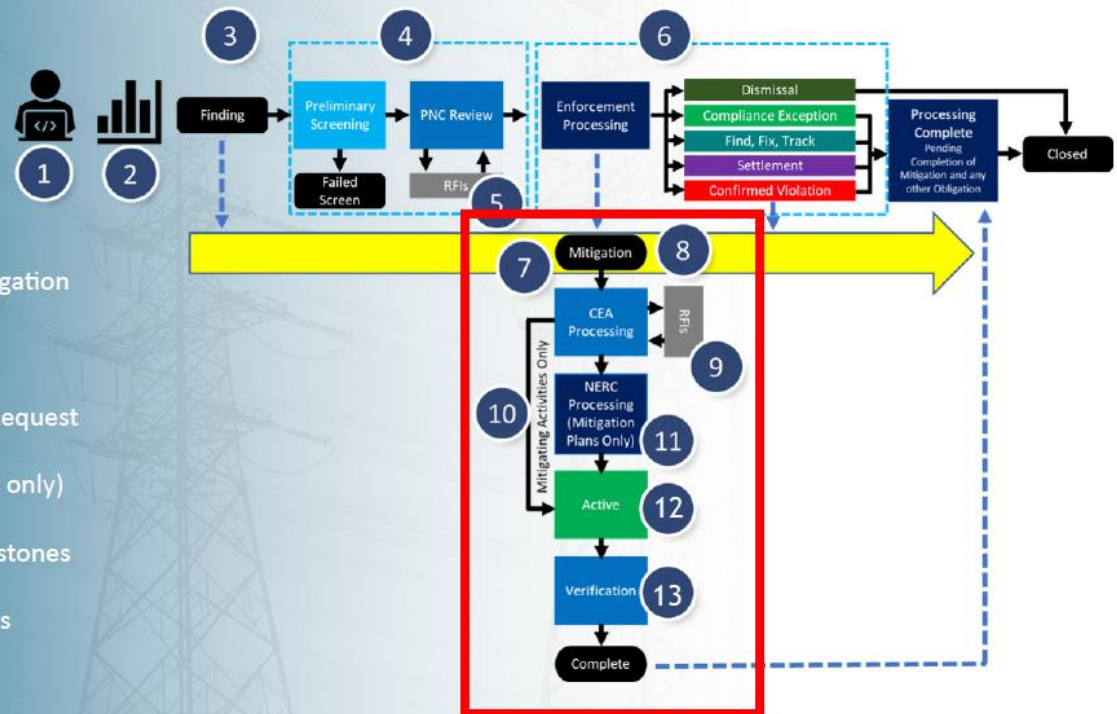 3
4
6
</>
1
2
Finding
Preliminary
Screening
PNC Review
Failed
Screen
RFIs
5
Enforcement
Processing
Dismissal
Compliance Exception
Find, Fix, Track
Settlement
Confirmed Violation
Processing
Complete
Pending
Completion of
Mitigation and any
other Obligation
Closed
7
Mitigation
8
CEA
Processing
RFIs
9
Mitigating Activities Only
10
NERC
Processing
(Mitigation
Plans Only)
11
Active
12
Verification
13
Complete
gation
equest
only)
stones
s